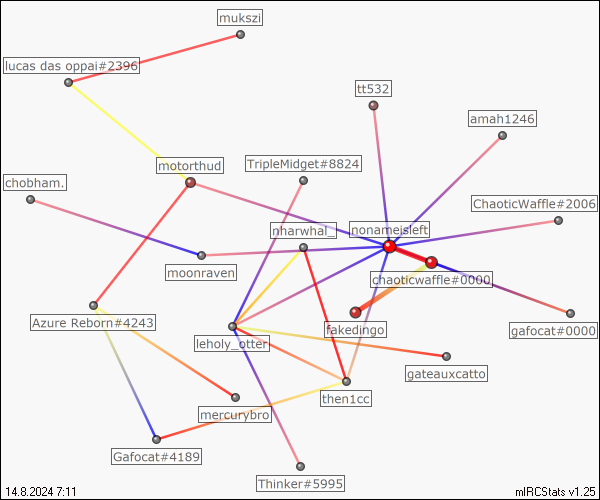 mukszi
lucas das oppai#2396
tt532
amah1246
motorthud
TripleMidget#8824
chobham.
ChaoticWaffle#2006
nharwhal_
nonameisleft
moonraven
chaoticwaffle#0000
Azure Reborn#4243
fakedingo
gafocat#0000
leholy_otter
gateauxcatto
then1cc
mercurybro
Gafocat#4189
Thinker#5995
14.8.2024 7:11
mIRCStats v1.25